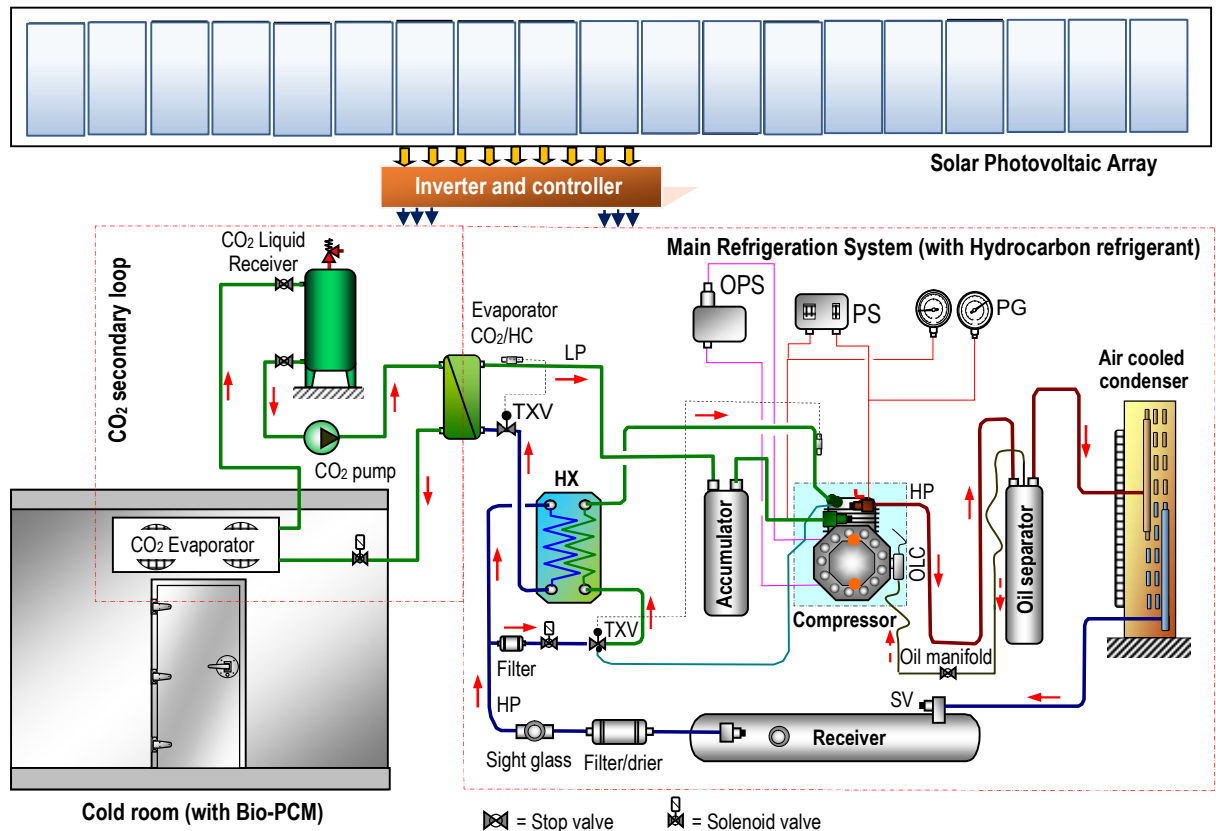 Solar Photovoltaic Array
Inverter and controller
CO₂ secondary loop
CO₂ Liquid
Receiver
CO₂ pump
CO₂ Evaporator
Cold room (with Bio-PCM)
Main Refrigeration System (with Hydrocarbon refrigerant)
Evaporator
CO₂/HC
LP
TXV
HX
OPS
PS
PG
Air cooled
condenser
Accumulator
HP
OLC
Compressor
Oil separator
TXV
Filter
Oil manifold
HP
SV
Sight glass
Filter/drier
Receiver
= Stop valve
= Solenoid valve